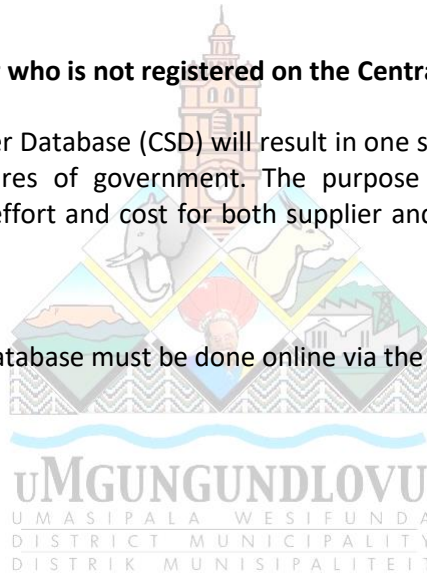 who is not registered on the Centra
er Database (CSD) will result in one s
res of government. The purpose
effort and cost for both supplier and
atabase must be done online via the
uMGUNGUNDLOVU
UMASIPALA WESIFUNDA
DISTRICT MUNICIPALITY
DISTRIK MUNISIPALITEIT